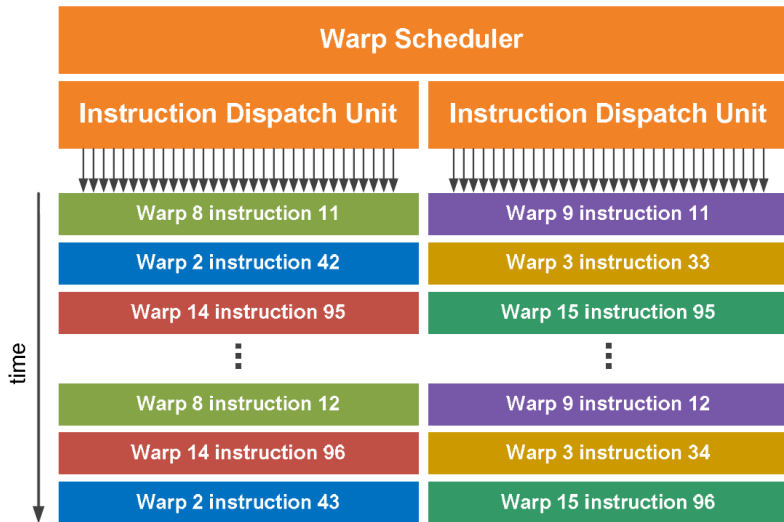 Warp Scheduler
Instruction Dispatch Unit
Instruction Dispatch Unit
Warp 8 instruction 11
Warp 9 instruction 11
Warp 2 instruction 42
Warp 3 instruction 33
Warp 14 instruction 95
Warp 15 instruction 95
time
Warp 8 instruction 12
Warp 9 instruction 12
Warp 14 instruction 96
Warp 3 instruction 34
Warp 2 instruction 43
Warp 15 instruction 96